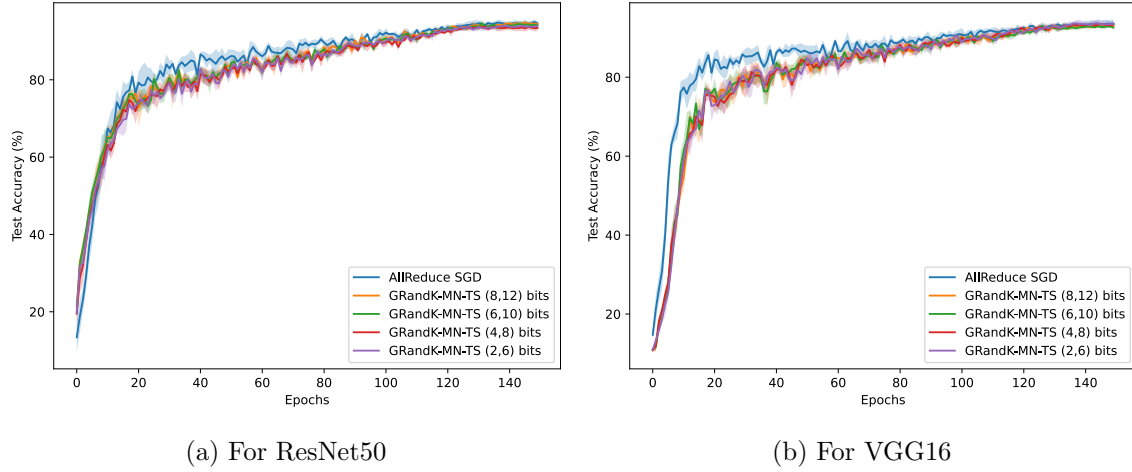 Test Accuracy (%)
80
60
40
20
0 20 40 60 80 100 120 140
Epochs
AllReduce SGD
GRandK-MN-TS (8,12) bits
GRandK-MN-TS (6,10) bits
GRandK-MN-TS (4,8) bits
GRandK-MN-TS (2,6) bits
(a) For ResNet50
Test Accuracy (%)
80
60
40
20
0 20 40 60 80 100 120 140
Epochs
AllReduce SGD
GRandK-MN-TS (8,12) bits
GRandK-MN-TS (6,10) bits
GRandK-MN-TS (4,8) bits
GRandK-MN-TS (2,6) bits
(b) For VGG16